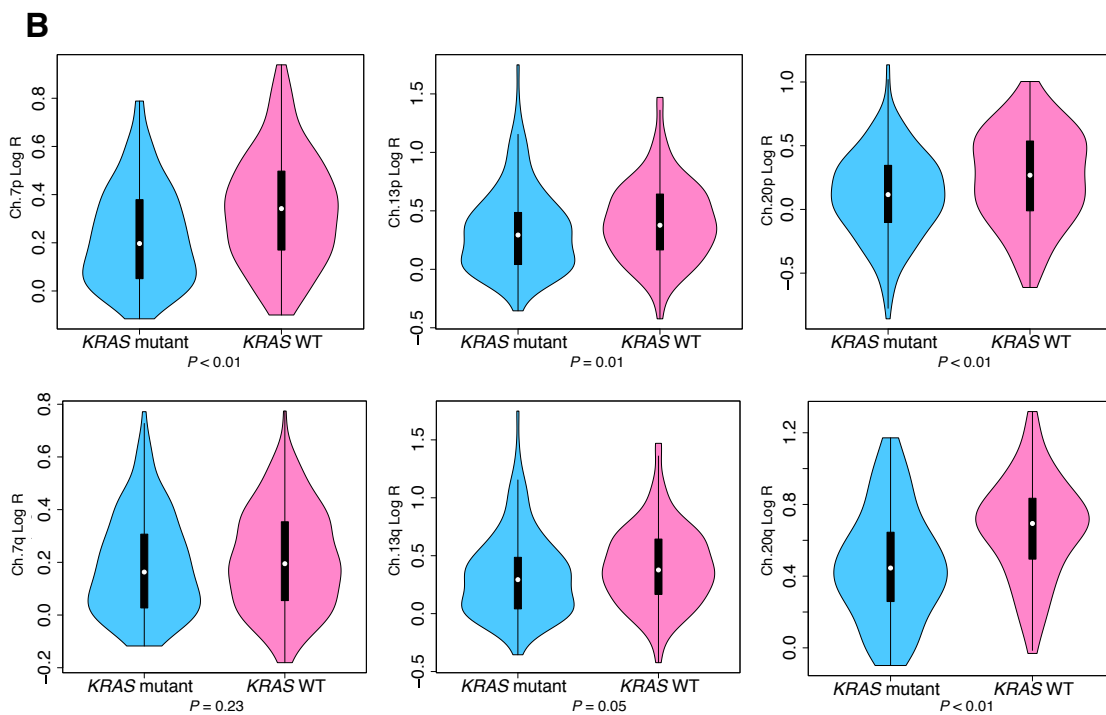 B
Ch.7p Log R
0.0
0.2
0.4
0.6
0.8
KRAS mutant
KRAS WT
P < 0.01
Ch.13p Log R
−0.5
0.0
0.5
1.0
1.5
KRAS mutant
KRAS WT
P = 0.01
Ch.20p Log R
−0.5
0.0
0.5
1.0
KRAS mutant
KRAS WT
P < 0.01
Ch.7q Log R
−0.2
0.0
0.2
0.4
0.6
0.8
KRAS mutant
KRAS WT
P = 0.23
Ch.13q Log R
−0.5
0.0
0.5
1.0
1.5
KRAS mutant
KRAS WT
P = 0.05
Ch.20q Log R
0.0
0.4
0.8
1.2
KRAS mutant
KRAS WT
P < 0.01